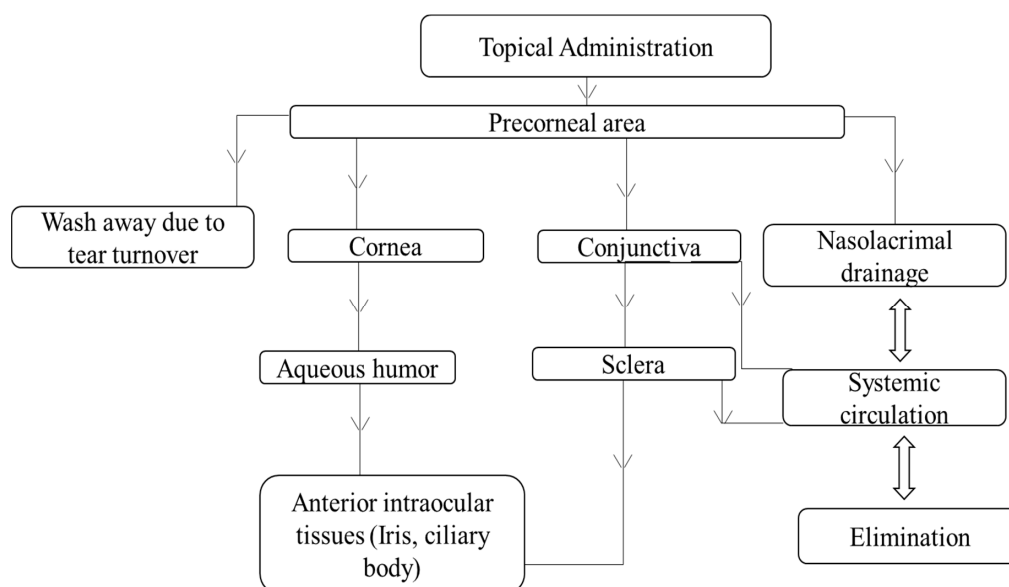 Topical Administration
Precorneal area
Wash away due to
tear turnover
Cornea
Conjunctiva
Nasolacrimal
drainage
Aqueous humor
Sclera
Systemic
circulation
Anterior intraocular
tissues (Iris, ciliary
body)
Elimination